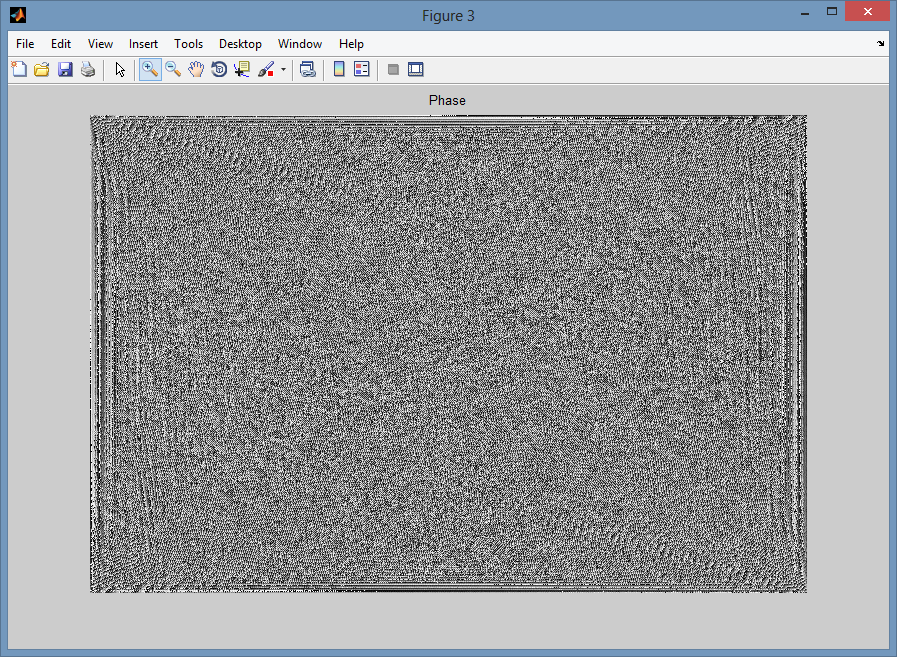 Figure 3
File Edit View Insert Tools Desktop Window Help
Phase